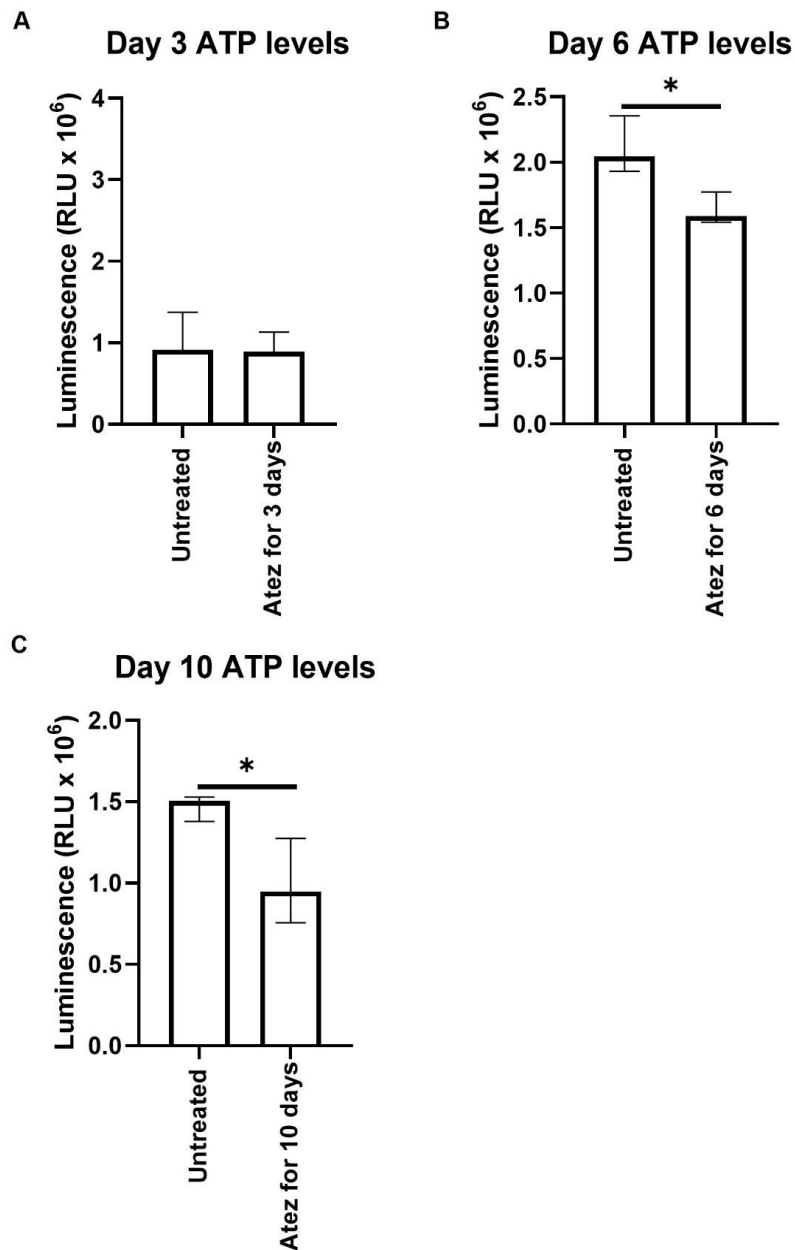 A
Day 3 ATP levels
Luminescence (RLU x 10⁶)
4
3
2
1
0
Untreated
Atez for 3 days
B
Day 6 ATP levels
*
Luminescence (RLU x 10⁶)
2.5
2.0
1.5
1.0
0.5
0.0
Untreated
Atez for 6 days
C
Day 10 ATP levels
*
Luminescence (RLU x 10⁶)
2.0
1.5
1.0
0.5
0.0
Untreated
Atez for 10 days